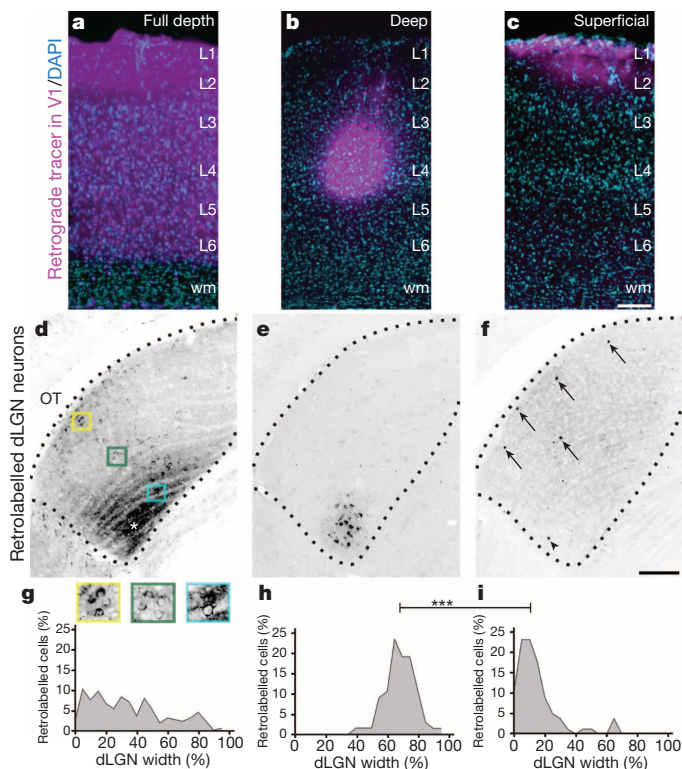 a Full depth
b Deep
c Superficial
Retrograde tracer in V1/DAPI
L1
L2
L3
L4
L5
L6
wm
L1
L2
L3
L4
L5
L6
wm
L1
L2
L3
L4
L5
L6
wm
Retrolabelled dLGN neurons
d
OT
*
e
f
g
Retrolabelled cells (%)
25
20
15
10
5
0
0 20 40 60 80 100
dLGN width (%)
h
***
Retrolabelled cells (%)
25
20
15
10
5
0
0 20 40 60 80 100
dLGN width (%)
i
Retrolabelled cells (%)
25
20
15
10
5
0
0 20 40 60 80 100
dLGN width (%)